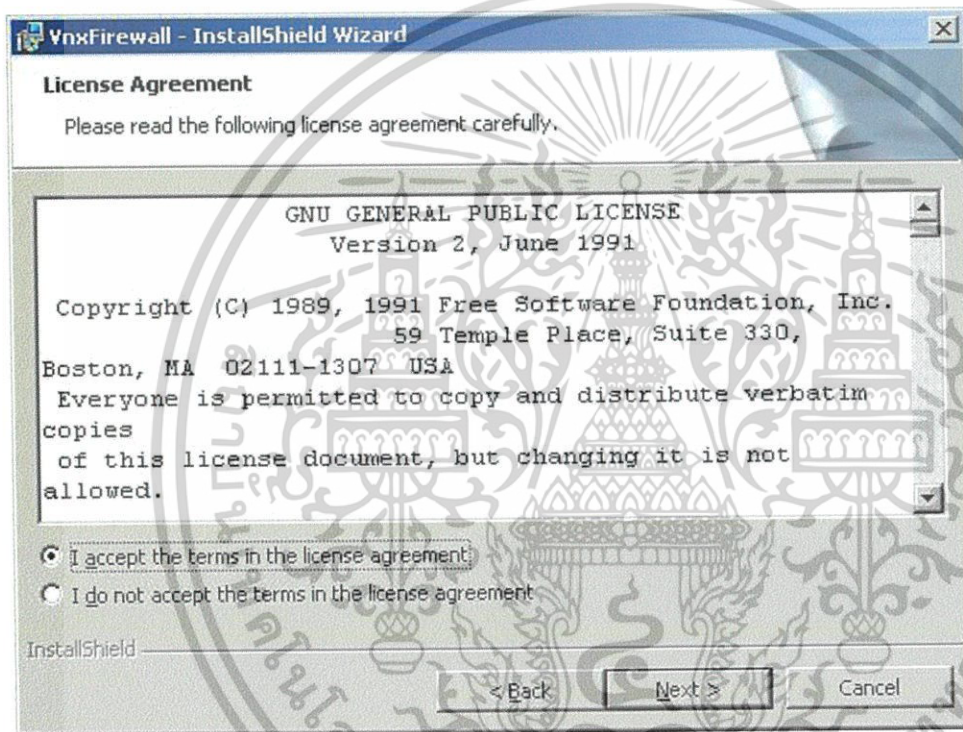 VnxFirewall - InstallShield Wizard
License Agreement
Please read the following license agreement carefully.
GNU GENERAL PUBLIC LICENSE
Version 2, June 1991
Copyright (C) 1989, 1991 Free Software Foundation, Inc.
59 Temple Place, Suite 330,
Boston, MA 02111-1307 USA
Everyone is permitted to copy and distribute verbatim
copies
of this license document, but changing it is not
allowed.
I accept the terms in the license agreement
I do not accept the terms in the license agreement
InstallShield
< Back
Next >
Cancel